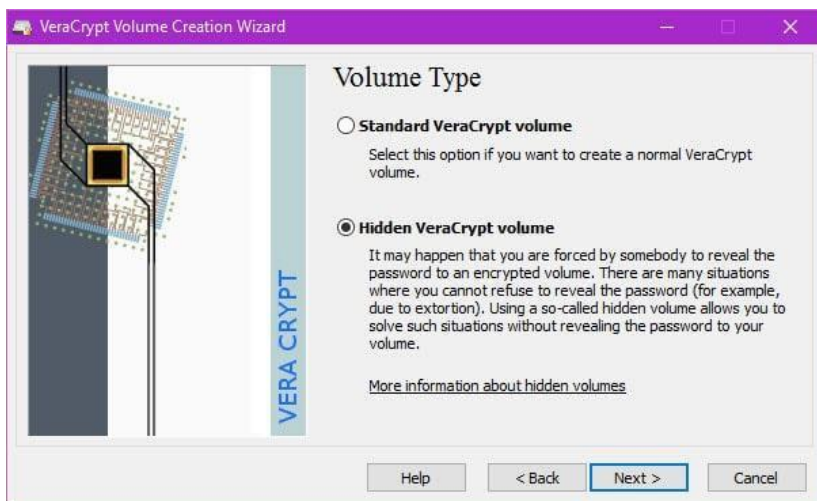 VeraCrypt Volume Creation Wizard
VERA CRYPT
Volume Type
Standard VeraCrypt volume
Select this option if you want to create a normal VeraCrypt
volume.
Hidden VeraCrypt volume
It may happen that you are forced by somebody to reveal the
password to an encrypted volume. There are many situations
where you cannot refuse to reveal the password (for example,
due to extortion). Using a so-called hidden volume allows you to
solve such situations without revealing the password to your
volume.
More information about hidden volumes
Help
< Back
Next >
Cancel